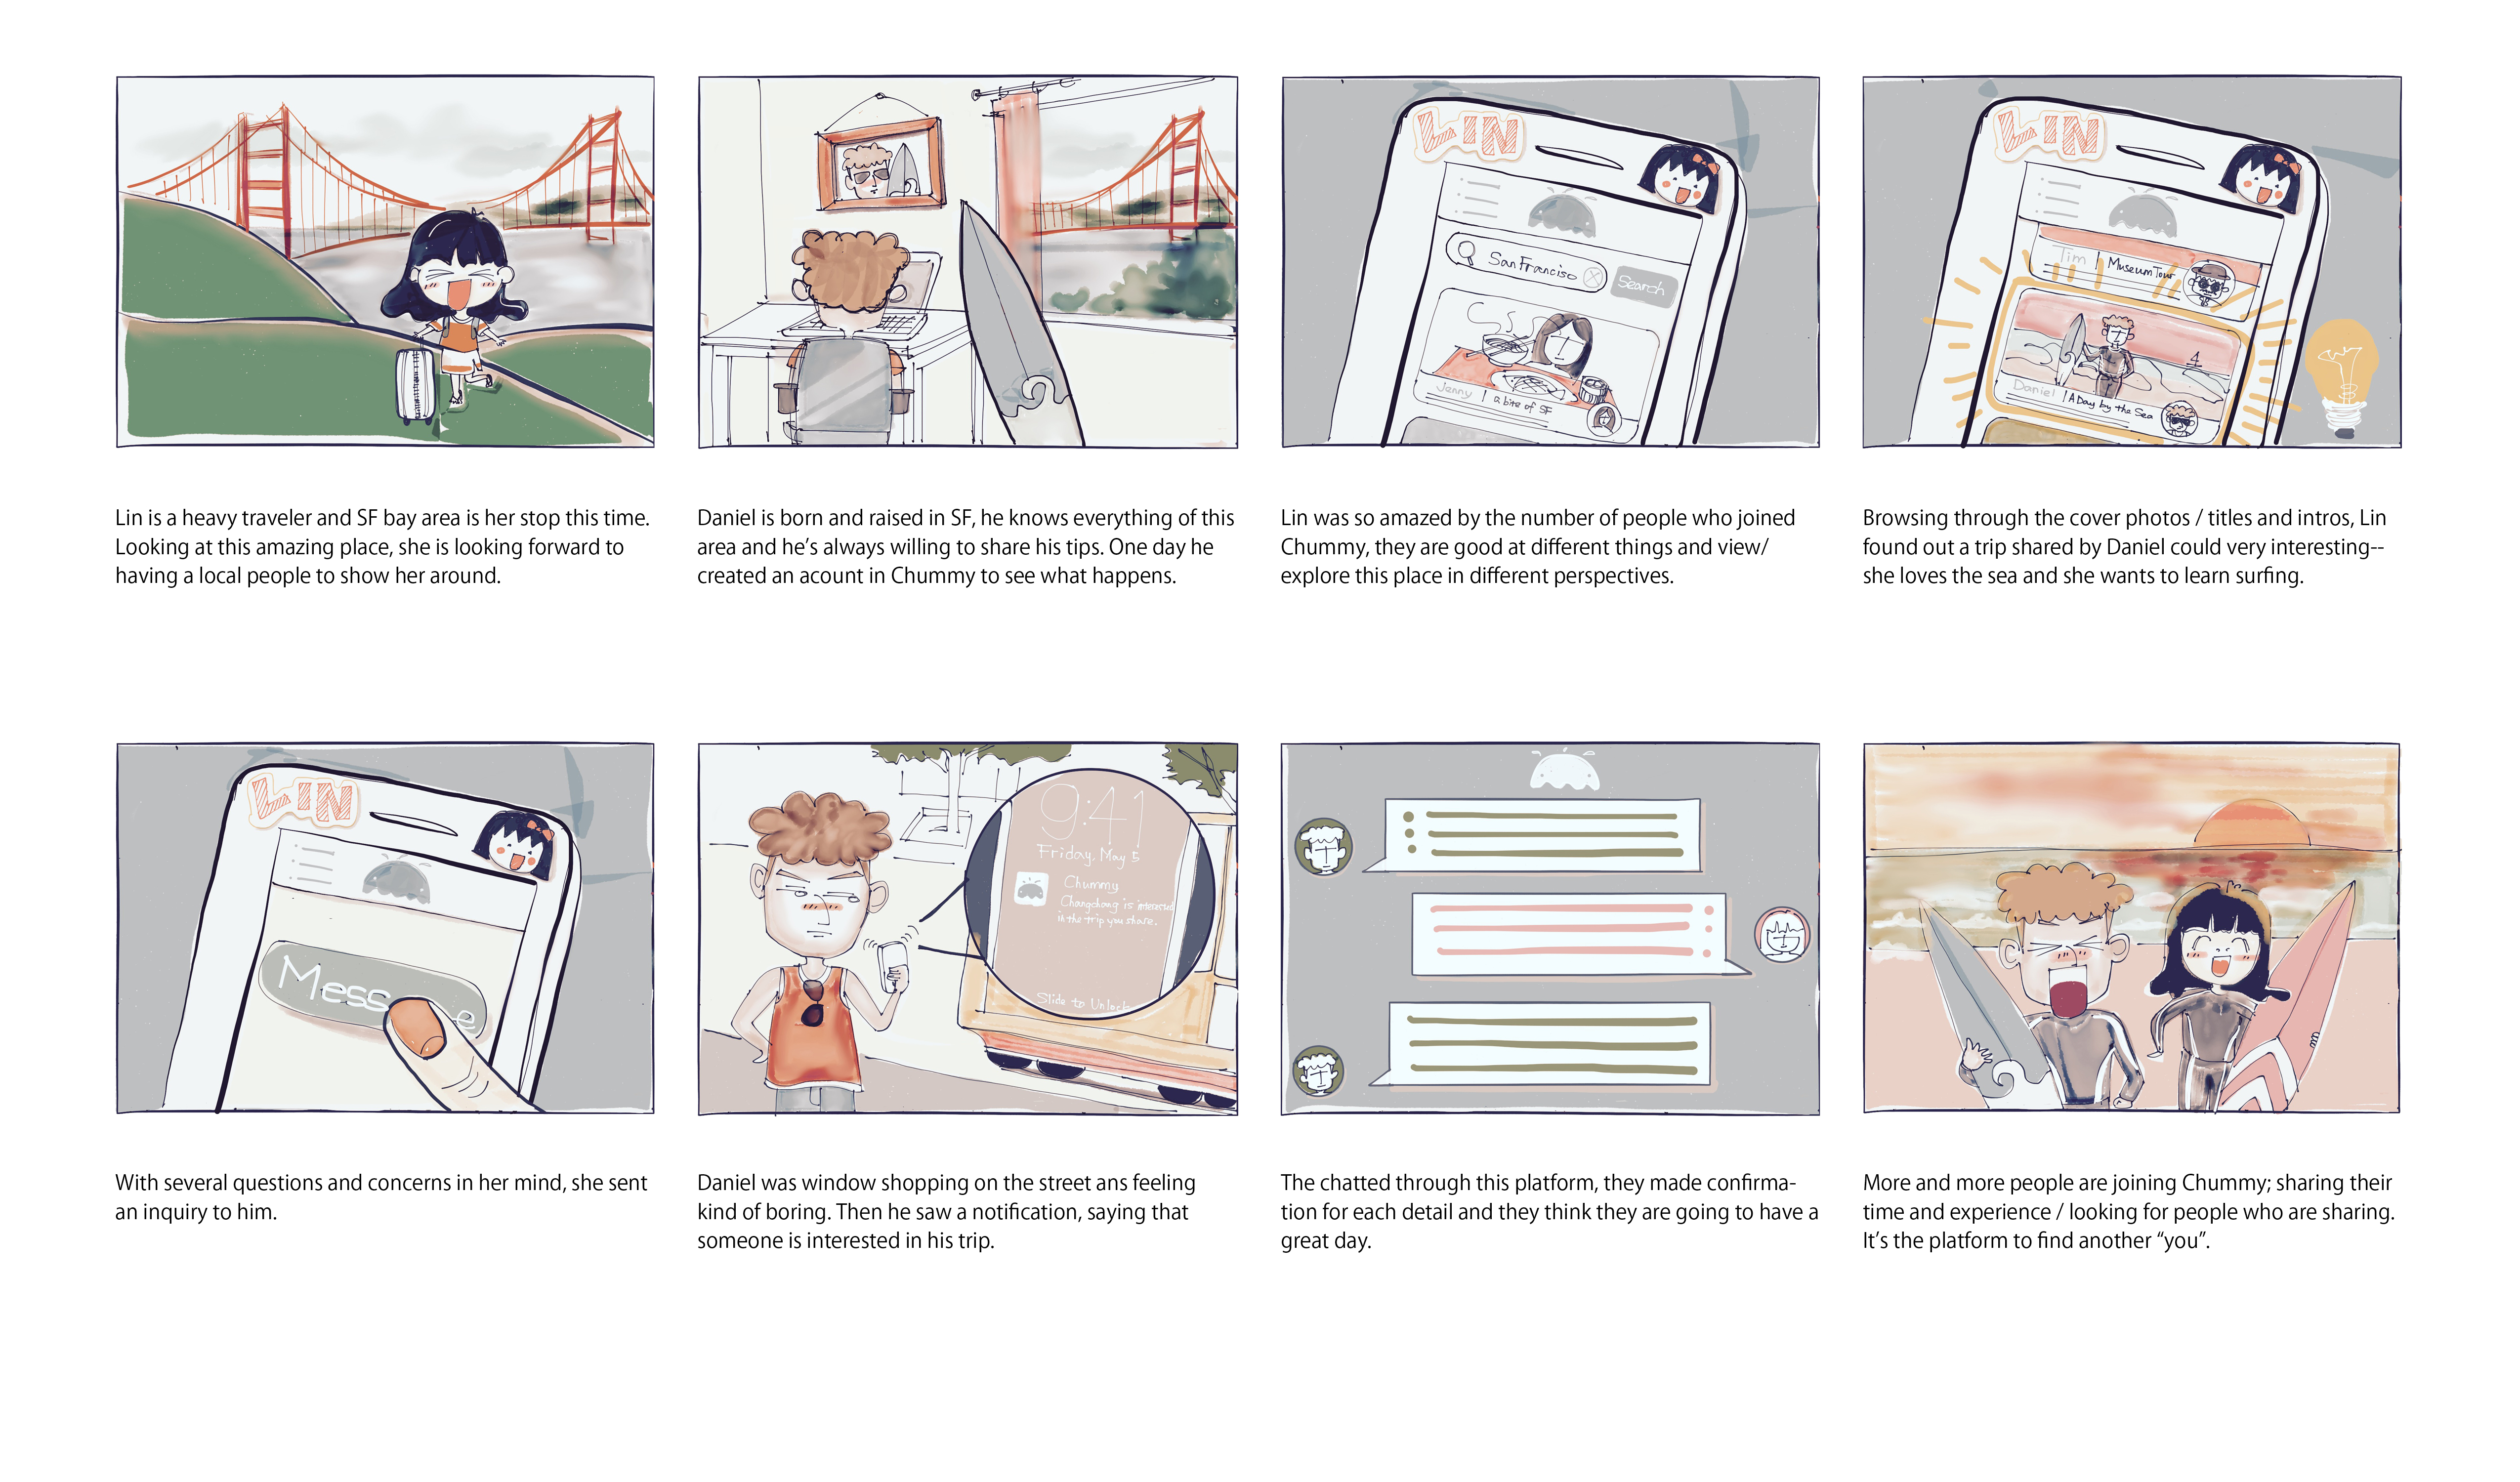 LIN
San Franciso
Search
Jenny | a bite of SF
LIN
Tim | Museum Tour
Daniel | A Day by the Sea
Lin is a heavy traveler and SF bay area is her stop this time.
Looking at this amazing place, she is looking forward to
having a local people to show her around.
Daniel is born and raised in SF, he knows everything of this
area and he’s always willing to share his tips. One day he
created an acount in Chummy to see what happens.
Lin was so amazed by the number of people who joined
Chummy, they are good at different things and view/
explore this place in different perspectives.
Browsing through the cover photos / titles and intros, Lin
found out a trip shared by Daniel could very interesting--
she loves the sea and she wants to learn surfing.
LIN
Mess e
9:41
Friday. May 5
Chummy
Changchang is interessed
in the trip you share.
Slide to Unlock
With several questions and concerns in her mind, she sent
an inquiry to him.
Daniel was window shopping on the street ans feeling
kind of boring. Then he saw a notification, saying that
someone is interested in his trip.
The chatted through this platform, they made confirma-
tion for each detail and they think they are going to have a
great day.
More and more people are joining Chummy; sharing their
time and experience / looking for people who are sharing.
It’s the platform to find another “you”.